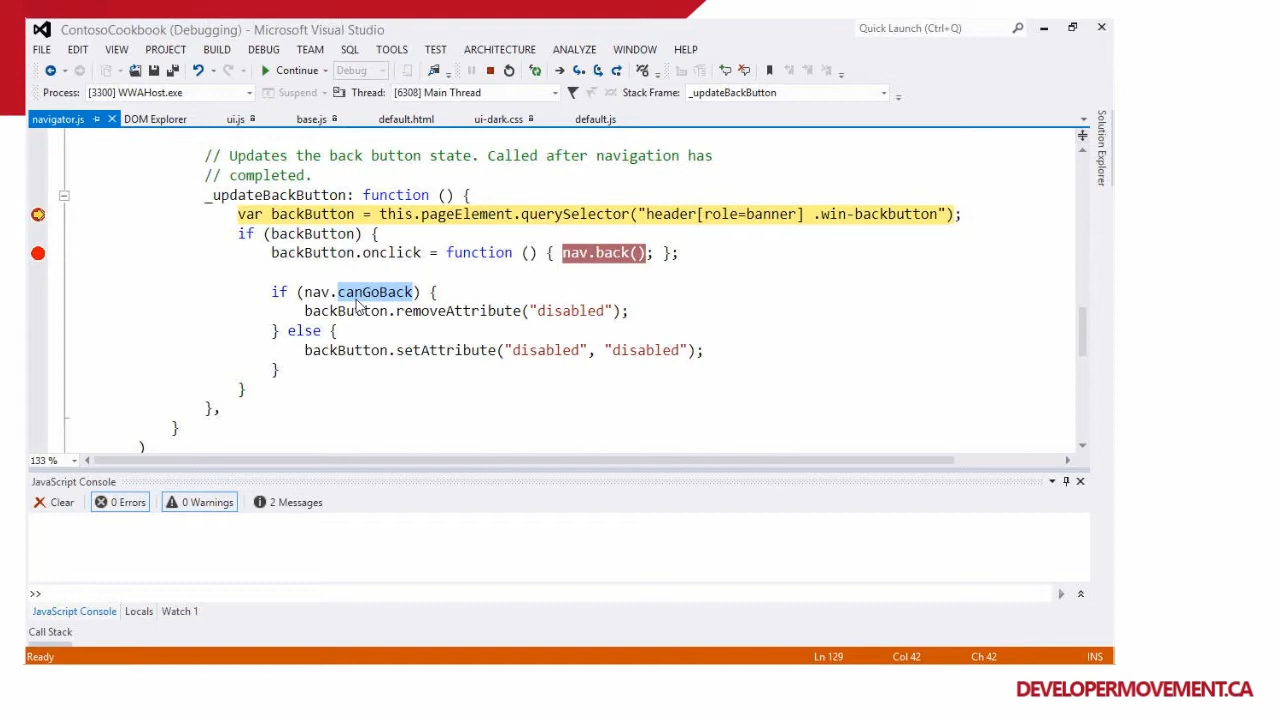 ContosoCookbook (Debugging) - Microsoft Visual Studio
Quick Launch (Ctrl+Q)
FILE EDIT VIEW PROJECT BUILD DEBUG TEAM SQL TOOLS TEST ARCHITECTURE ANALYZE WINDOW HELP
Continue Debug
Process: [3300] WWAHost.exe Suspend Thread: [6308] Main Thread Stack Frame: _updateBackButton
navigator.js DOM Explorer ui.js base.js default.html ui-dark.css default.js
Solution Explorer
// Updates the back button state. Called after navigation has
// completed.
_updateBackButton: function () {
var backButton = this.pageElement.querySelector("header[role=banner] .win-backbutton");
if (backButton) {
backButton.onclick = function () { nav.back(); };
if (nav.canGoBack) {
backButton.removeAttribute("disabled");
} else {
backButton.setAttribute("disabled", "disabled");
}
}
},
}
)
133 %
JavaScript Console
Clear 0 Errors 0 Warnings 2 Messages
>>
JavaScript Console Locals Watch 1
Call Stack
Ready Ln 129 Col 42 Ch 42 INS
DEVELOPERMOVEMENT.CA